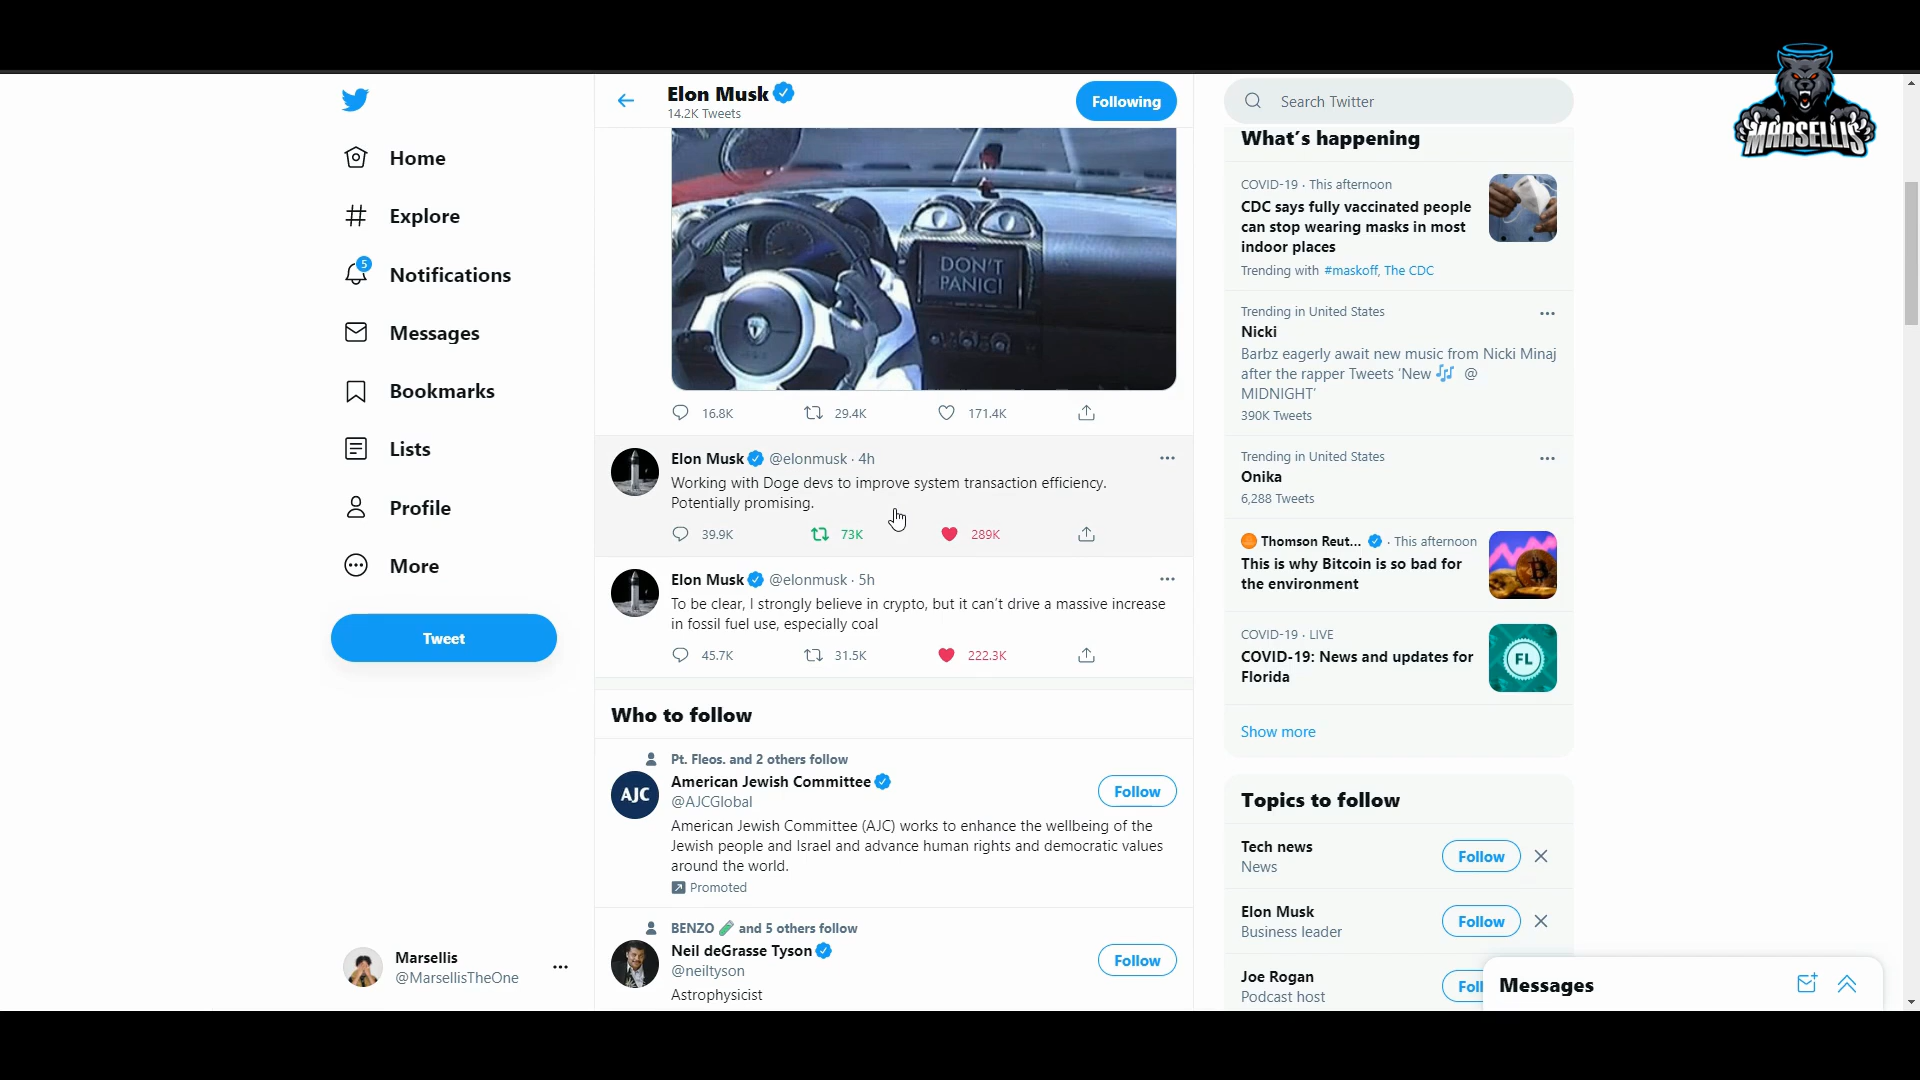 Elon Musk
14.2K Tweets
Following
Search Twitter
MARSELLIS
Home
Explore
5
Notifications
Messages
Bookmarks
Lists
Profile
More
Tweet
Marsellis
@MarsellisTheOne
DON'T
PANIC!
16.8K
29.4K
171.4K
Elon Musk @elonmusk · 4h
Working with Doge devs to improve system transaction efficiency.
Potentially promising.
39.9K
73K
289K
Elon Musk @elonmusk · 5h
To be clear, I strongly believe in crypto, but it can't drive a massive increase
in fossil fuel use, especially coal
45.7K
31.5K
222.3K
Who to follow
Pt. Fleos. and 2 others follow
AJC
American Jewish Committee
@AJCGlobal
Follow
American Jewish Committee (AJC) works to enhance the wellbeing of the
Jewish people and Israel and advance human rights and democratic values
around the world.
Promoted
BENZO and 5 others follow
Neil deGrasse Tyson
@neiltyson
Follow
Astrophysicist
What's happening
COVID-19 · This afternoon
CDC says fully vaccinated people
can stop wearing masks in most
indoor places
Trending with #maskoff, The CDC
Trending in United States
Nicki
Barbz eagerly await new music from Nicki Minaj
after the rapper Tweets 'New 🎶 @
MIDNIGHT'
390K Tweets
Trending in United States
Onika
6,288 Tweets
Thomson Reut... · This afternoon
This is why Bitcoin is so bad for
the environment
COVID-19 · LIVE
COVID-19: News and updates for
Florida
FL
Show more
Topics to follow
Tech news
News
Follow
Elon Musk
Business leader
Follow
Joe Rogan
Podcast host
Foll
Messages